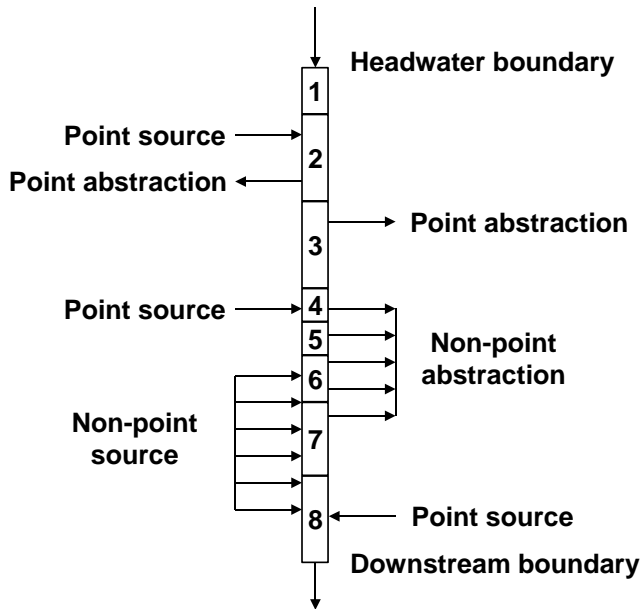 Headwater boundary
1
Point source
2
Point abstraction
Point abstraction
3
Point source
4
5
Non-point
abstraction
6
Non-point
source
7
8
Point source
Downstream boundary